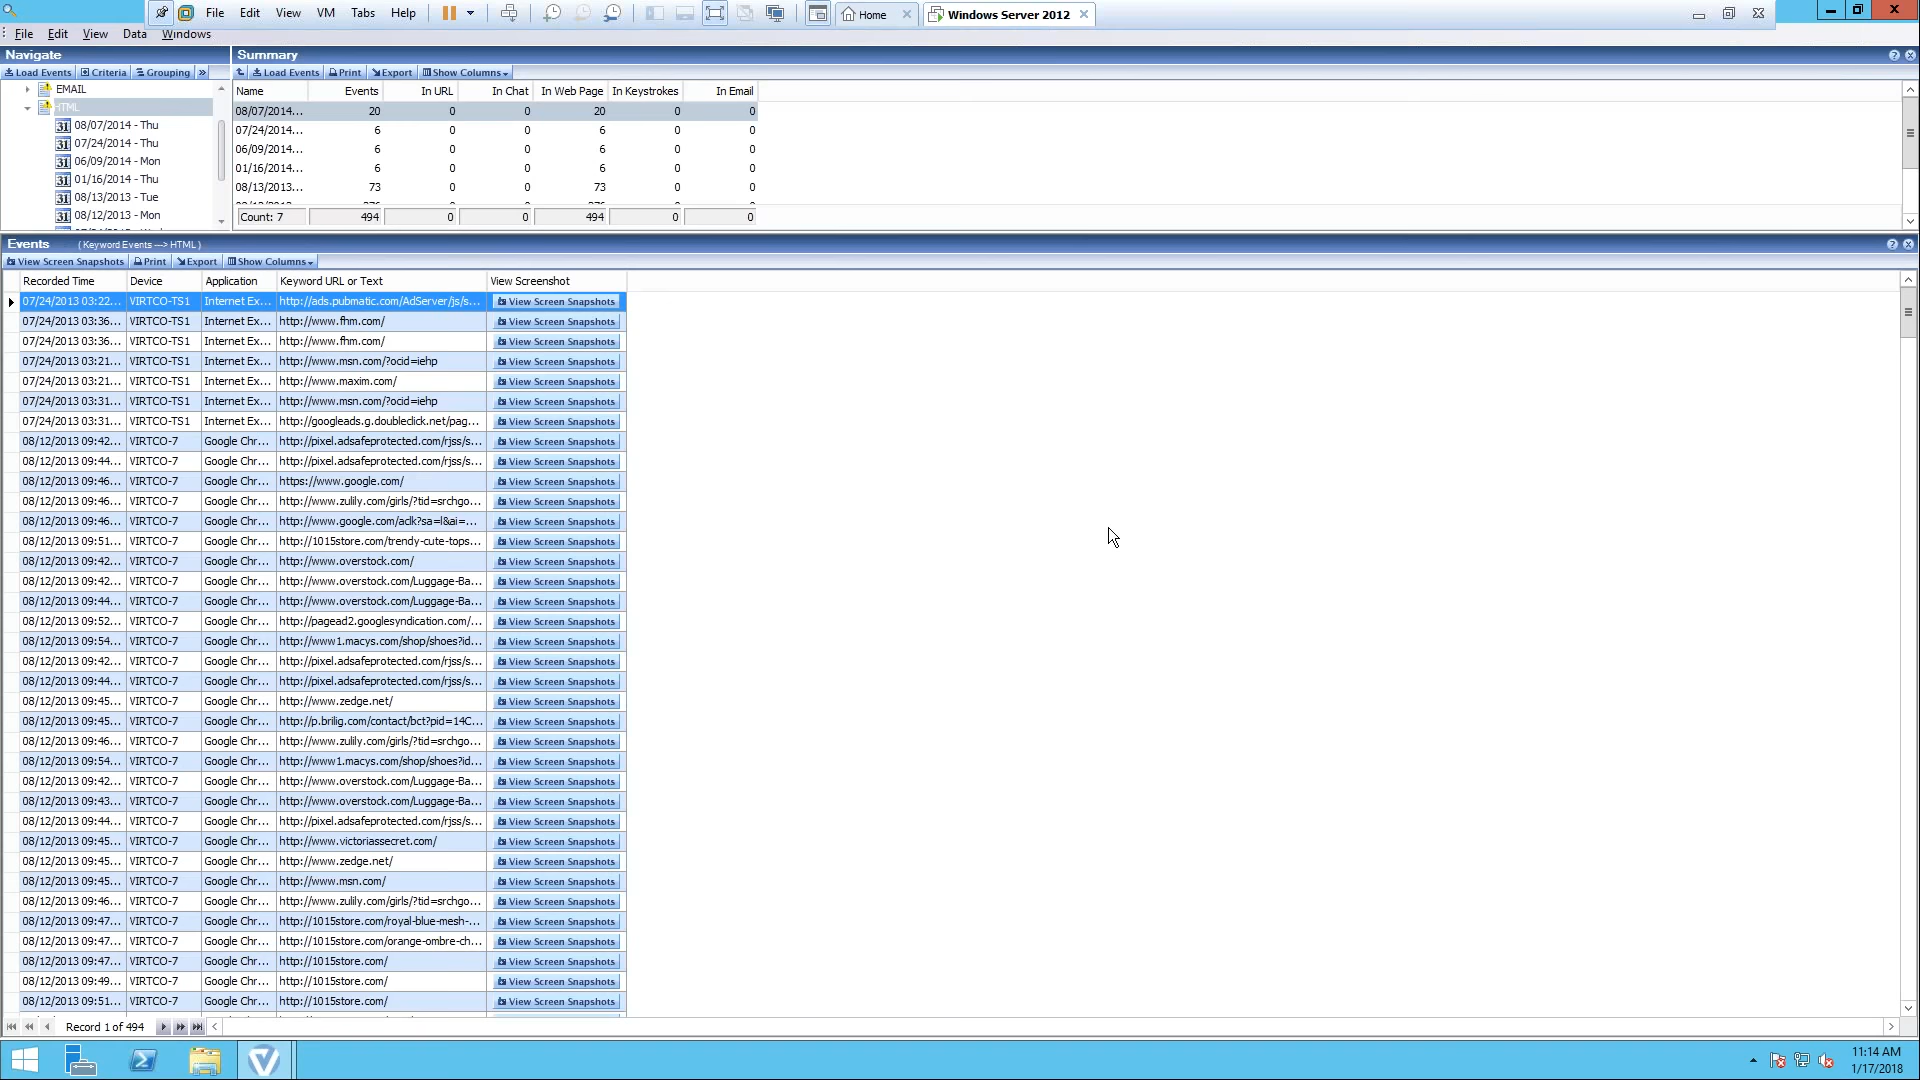 File Edit View VM Tabs Help Home Windows Server 2012
File Edit View Data Windows
Navigate
Load Events Criteria Grouping »
EMAIL
HTML
08/07/2014 - Thu
07/24/2014 - Thu
06/09/2014 - Mon
01/16/2014 - Thu
08/13/2013 - Tue
08/12/2013 - Mon
Summary
Load Events Print Export Show Columns
Name Events In URL In Chat In Web Page In Keystrokes In Email
08/07/2014... 20 0 0 20 0 0
07/24/2014... 6 0 0 6 0 0
06/09/2014... 6 0 0 6 0 0
01/16/2014... 6 0 0 6 0 0
08/13/2013... 73 0 0 73 0 0
Count: 7 494 0 0 494 0 0
Events ( Keyword Events ---> HTML )
View Screen Snapshots Print Export Show Columns
Recorded Time Device Application Keyword URL or Text View Screenshot
07/24/2013 03:22... VIRTCO-TS1 Internet Ex... http://ads.pubmatic.com/AdServer/js/s... View Screen Snapshots
07/24/2013 03:36... VIRTCO-TS1 Internet Ex... http://www.fhm.com/ View Screen Snapshots
07/24/2013 03:36... VIRTCO-TS1 Internet Ex... http://www.fhm.com/ View Screen Snapshots
07/24/2013 03:21... VIRTCO-TS1 Internet Ex... http://www.msn.com/?ocid=iehp View Screen Snapshots
07/24/2013 03:21... VIRTCO-TS1 Internet Ex... http://www.maxim.com/ View Screen Snapshots
07/24/2013 03:31... VIRTCO-TS1 Internet Ex... http://www.msn.com/?ocid=iehp View Screen Snapshots
07/24/2013 03:31... VIRTCO-TS1 Internet Ex... http://googleads.g.doubleclick.net/pag... View Screen Snapshots
08/12/2013 09:42... VIRTCO-7 Google Chr... http://pixel.adsafeprotected.com/rjss/s... View Screen Snapshots
08/12/2013 09:44... VIRTCO-7 Google Chr... http://pixel.adsafeprotected.com/rjss/s... View Screen Snapshots
08/12/2013 09:46... VIRTCO-7 Google Chr... https://www.google.com/ View Screen Snapshots
08/12/2013 09:46... VIRTCO-7 Google Chr... http://www.zulily.com/girls/?tid=srchgo... View Screen Snapshots
08/12/2013 09:46... VIRTCO-7 Google Chr... http://www.google.com/aclk?sa=l&ai=... View Screen Snapshots
08/12/2013 09:51... VIRTCO-7 Google Chr... http://1015store.com/trendy-cute-tops... View Screen Snapshots
08/12/2013 09:42... VIRTCO-7 Google Chr... http://www.overstock.com/ View Screen Snapshots
08/12/2013 09:42... VIRTCO-7 Google Chr... http://www.overstock.com/Luggage-Ba... View Screen Snapshots
08/12/2013 09:44... VIRTCO-7 Google Chr... http://www.overstock.com/Luggage-Ba... View Screen Snapshots
08/12/2013 09:52... VIRTCO-7 Google Chr... http://pagead2.googlesyndication.com/... View Screen Snapshots
08/12/2013 09:54... VIRTCO-7 Google Chr... http://www1.macys.com/shop/shoes?id... View Screen Snapshots
08/12/2013 09:42... VIRTCO-7 Google Chr... http://pixel.adsafeprotected.com/rjss/s... View Screen Snapshots
08/12/2013 09:44... VIRTCO-7 Google Chr... http://pixel.adsafeprotected.com/rjss/s... View Screen Snapshots
08/12/2013 09:45... VIRTCO-7 Google Chr... http://www.zedge.net/ View Screen Snapshots
08/12/2013 09:45... VIRTCO-7 Google Chr... http://p.brilig.com/contact/bct?pid=14C... View Screen Snapshots
08/12/2013 09:46... VIRTCO-7 Google Chr... http://www.zulily.com/girls/?tid=srchgo... View Screen Snapshots
08/12/2013 09:54... VIRTCO-7 Google Chr... http://www1.macys.com/shop/shoes?id... View Screen Snapshots
08/12/2013 09:42... VIRTCO-7 Google Chr... http://www.overstock.com/Luggage-Ba... View Screen Snapshots
08/12/2013 09:43... VIRTCO-7 Google Chr... http://www.overstock.com/Luggage-Ba... View Screen Snapshots
08/12/2013 09:44... VIRTCO-7 Google Chr... http://pixel.adsafeprotected.com/rjss/s... View Screen Snapshots
08/12/2013 09:45... VIRTCO-7 Google Chr... http://www.victoriassecret.com/ View Screen Snapshots
08/12/2013 09:45... VIRTCO-7 Google Chr... http://www.zedge.net/ View Screen Snapshots
08/12/2013 09:45... VIRTCO-7 Google Chr... http://www.msn.com/ View Screen Snapshots
08/12/2013 09:46... VIRTCO-7 Google Chr... http://www.zulily.com/girls/?tid=srchgo... View Screen Snapshots
08/12/2013 09:47... VIRTCO-7 Google Chr... http://1015store.com/royal-blue-mesh-... View Screen Snapshots
08/12/2013 09:47... VIRTCO-7 Google Chr... http://1015store.com/orange-ombre-ch... View Screen Snapshots
08/12/2013 09:47... VIRTCO-7 Google Chr... http://1015store.com/ View Screen Snapshots
08/12/2013 09:49... VIRTCO-7 Google Chr... http://1015store.com/ View Screen Snapshots
08/12/2013 09:51... VIRTCO-7 Google Chr... http://1015store.com/ View Screen Snapshots
Record 1 of 494
11:14 AM
1/17/2018